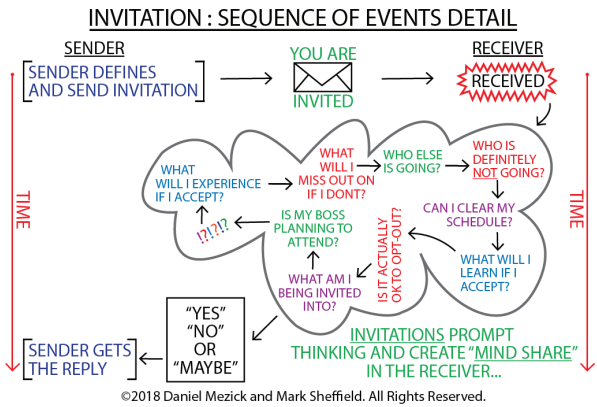 INVITATION : SEQUENCE OF EVENTS DETAIL
SENDER
YOU ARE
RECEIVER
SENDER DEFINES
AND SEND INVITATION
INVITED
RECEIVED
TIME
TIME
WHAT
WILL I EXPERIENCE
IF I ACCEPT?
WHAT
WILL I
MISS OUT ON
IF I DONT?
WHO ELSE
IS GOING?
WHO IS
DEFINITELY
NOT GOING?
CAN I CLEAR MY
SCHEDULE?
WHAT WILL I
LEARN IF I
ACCEPT?
IS IT ACTUALLY
OK TO OPT-OUT?
WHAT AM I
BEING INVITED
INTO?
IS MY BOSS
PLANNING TO
ATTEND?
!?!?!?
"YES"
"NO"
OR
"MAYBE"
SENDER GETS
THE REPLY
INVITATIONS PROMPT
THINKING AND CREATE "MIND SHARE"
IN THE RECEIVER...
©2018 Daniel Mezick and Mark Sheffield. All Rights Reserved.